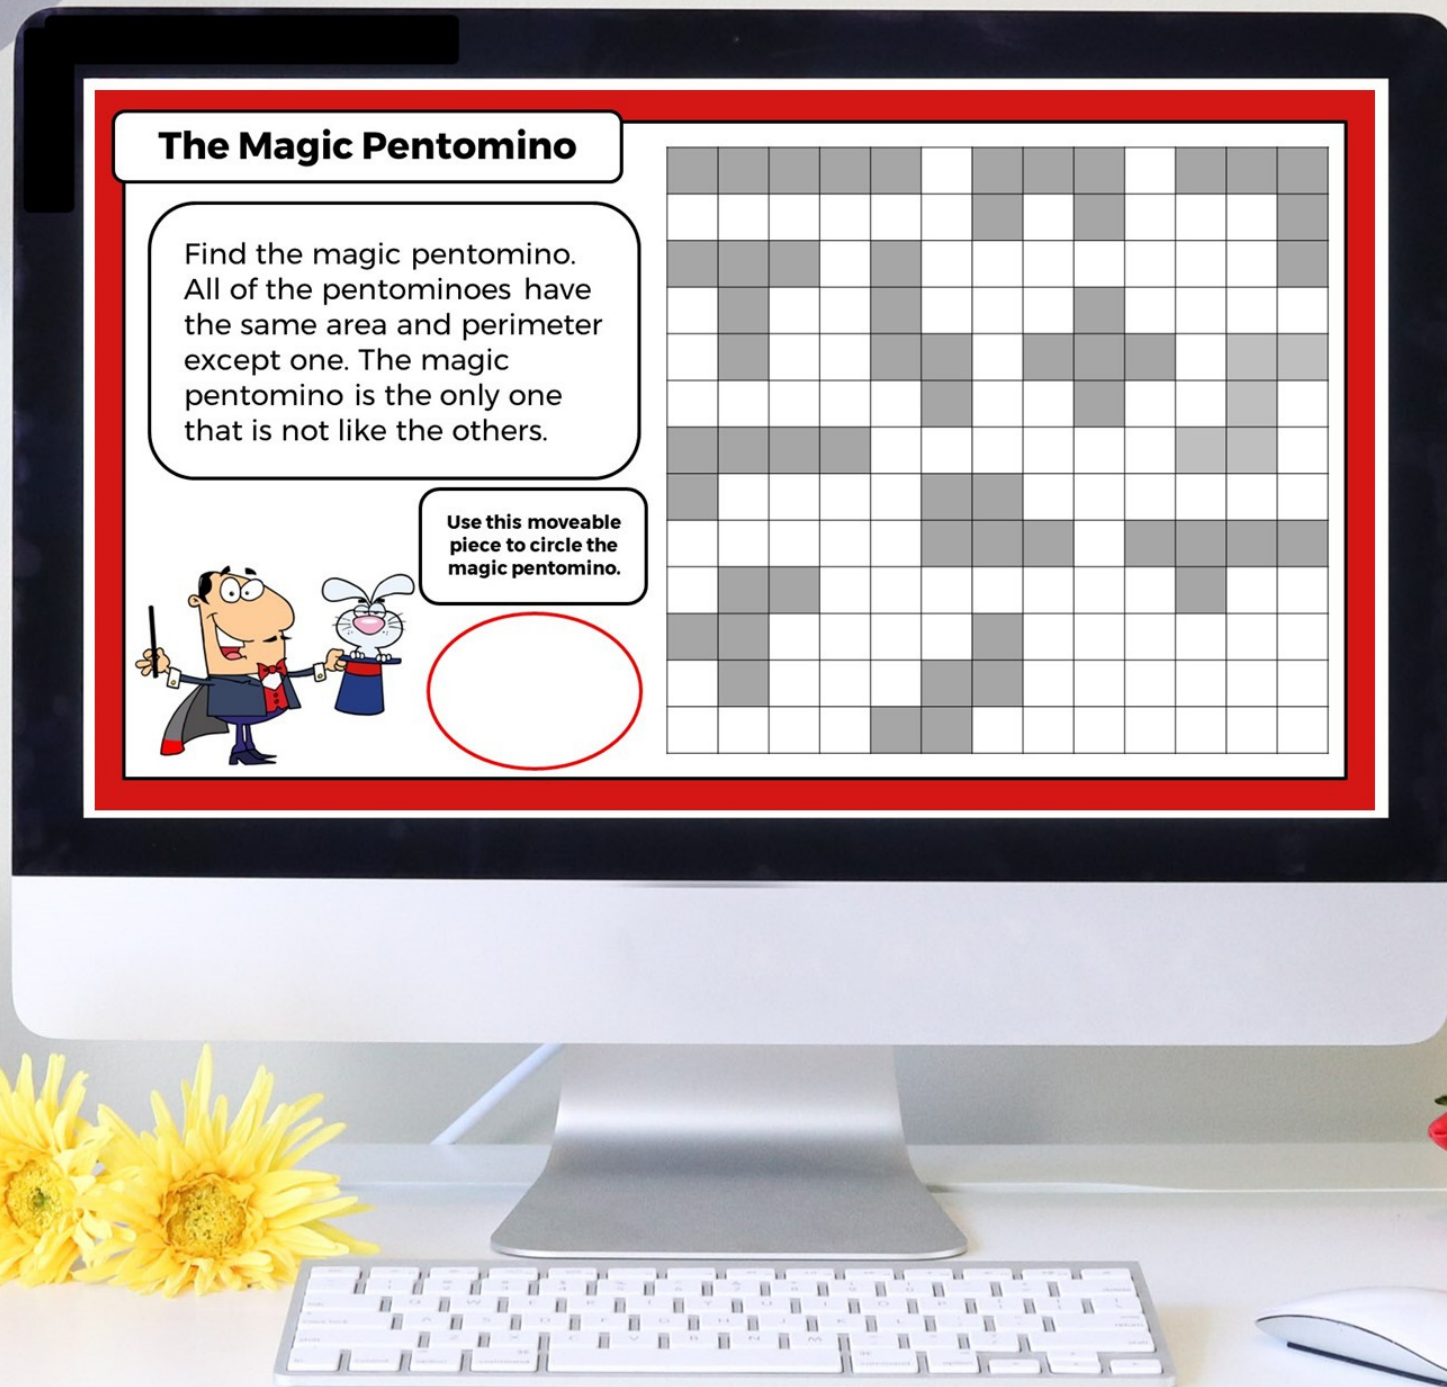 The Magic Pentomino
Find the magic pentomino.
All of the pentominoes have
the same area and perimeter
except one. The magic
pentomino is the only one
that is not like the others.
Use this moveable
piece to circle the
magic pentomino.